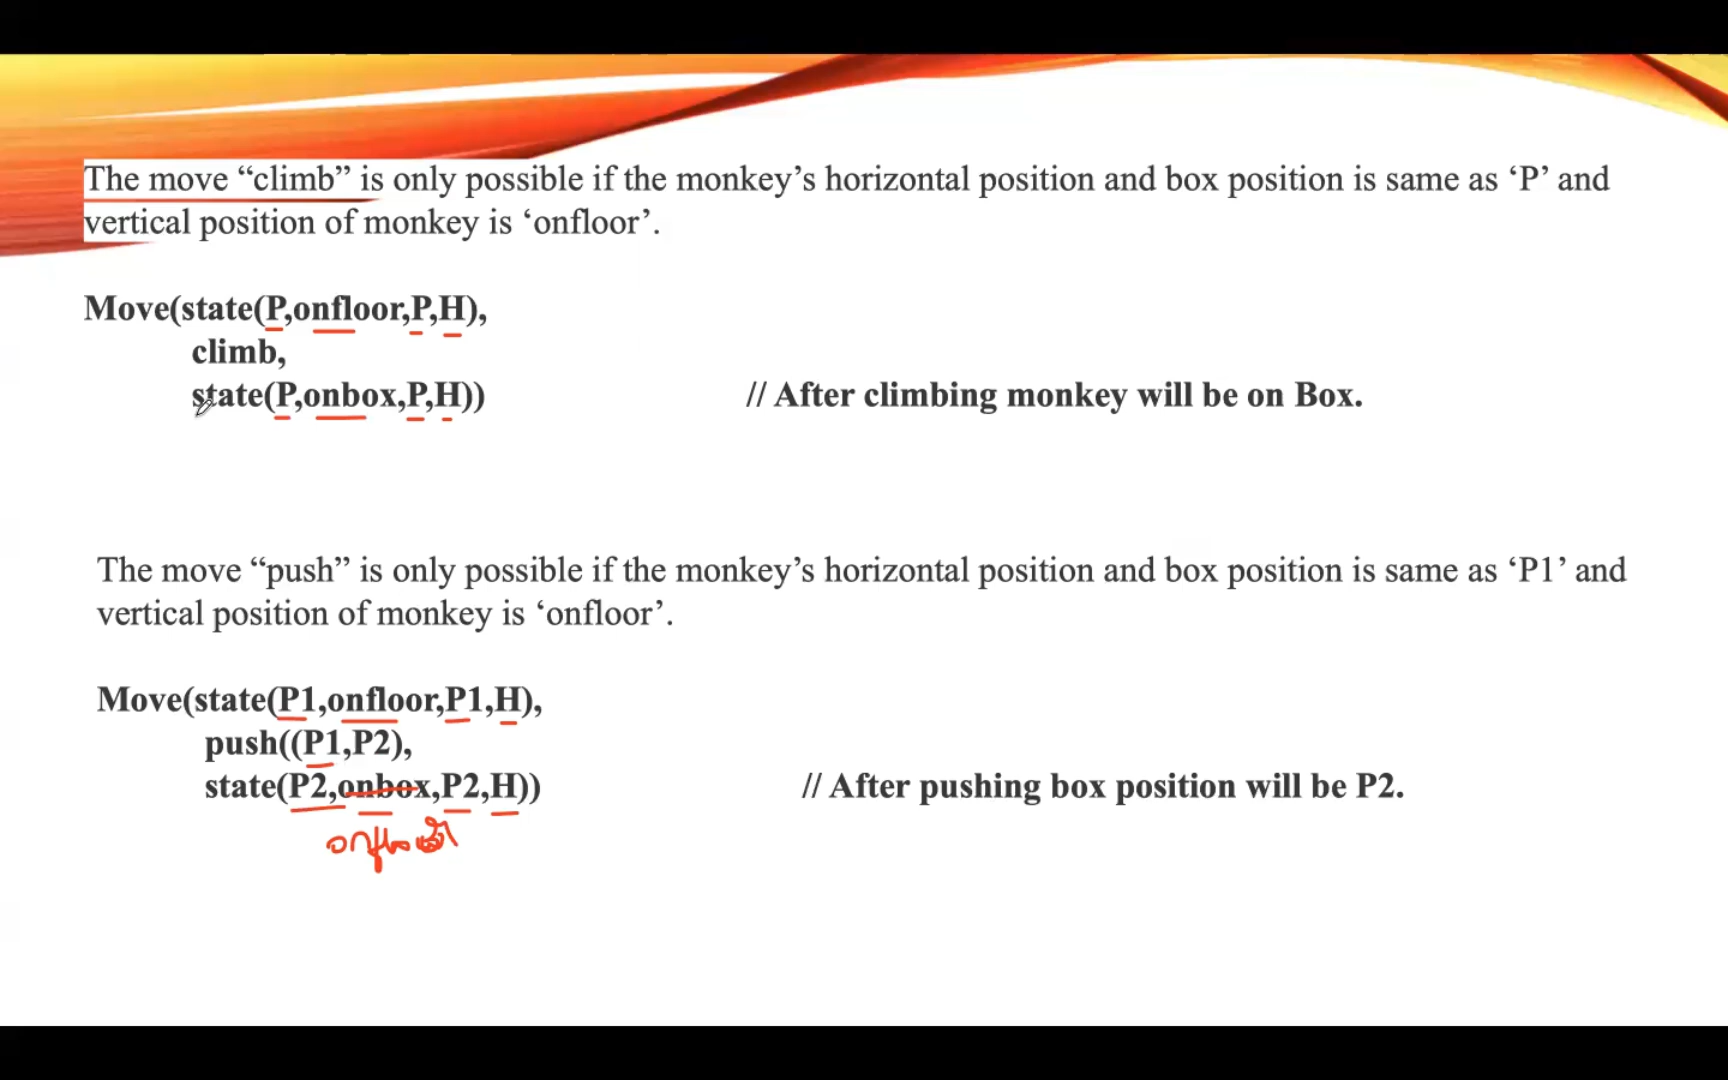 The move “climb” is only possible if the monkey’s horizontal position and box position is same as ‘P’ and
vertical position of monkey is ‘onfloor’.
Move(state(P,onfloor,P,H),
climb,
state(P,onbox,P,H)) // After climbing monkey will be on Box.
The move “push” is only possible if the monkey’s horizontal position and box position is same as ‘P1’ and
vertical position of monkey is ‘onfloor’.
Move(state(P1,onfloor,P1,H),
push((P1,P2),
state(P2,onbox,P2,H)) // After pushing box position will be P2.
onfloor